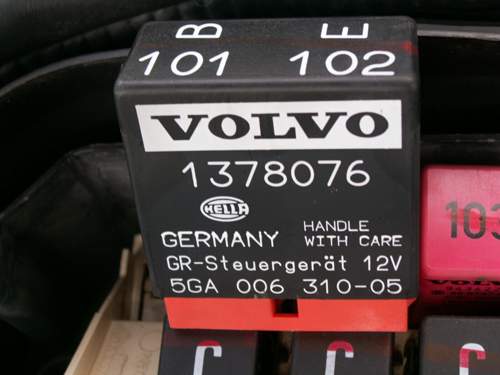 B E
101 102
VOLVO
1378076
HELLA
HANDLE
GERMANY WITH CARE
GR-Steuergerät 12V
5GA 006 310-05
103